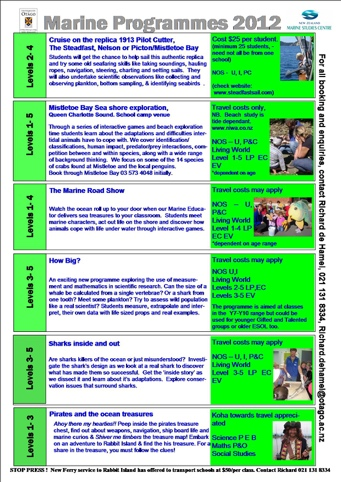 Marine Programmes 2012
NEW ZEALAND
MARINE STUDIES CENTRE
Levels 2- 4
Cruise on the replica 1913 Pilot Cutter,
The Steadfast, Nelson or Picton/Mistletoe Bay
Students will get the chance to help sail this authentic replica
and try some old seafaring skills like taking soundings, hauling
ropes, navigation, steering, charting and setting sails. They
will also undertake scientific observations like collecting and
observing plankton, bottom sampling, & identifying seabirds .
Cost $25 per student.
(minimum 25 students, -
need not all be from one
school)
NOS - U, I, PC
(check website:
www.steadfastsail.com)
Levels 1- 5
Mistletoe Bay Sea shore exploration,
Queen Charlotte Sound. School camp venue
Through a series of interactive games and beach exploration
time students learn about the adaptations and difficulties inter-
tidal animals have to cope with. We cover identification/
classifications, human impact, predator/prey interactions, com-
petition between and within species, along with a wide range
of background thinking. We focus on some of the 14 species
of crabs found at Mistletoe and the local penguins.
Book through Mistletoe Bay 03 573 4048 initially.
Travel costs only,
NB. Beach study is
tide dependant.
www.niwa.co.nz
NOS – U, P&C
Living World
Level 1-5 LP EC
EV
*dependent on age
Levels 1- 4
The Marine Road Show
Watch the ocean roll up to your door when our Marine Educa-
tor delivers sea treasures to your classroom. Students meet
marine characters, act out life on the shore and discover how
animals cope with life under water through interactive games.
Travel costs may apply
NOS – U,
P&C
Living World
Level 1-4 LP
EC EV
*dependent on age range
Levels 3- 5
How Big?
An exciting new programme exploring the use of measure-
ment and mathematics in scientific research. Can the size of a
whale be calculated from a single vertebrae? Or a shark from
one tooth? Meet some plankton? Try to assess wild population
like a real scientist? Students measure, extrapolate and inter-
pret, their own data with life sized props and real examples.
Travel costs may apply
NOS U,I
Living World
Levels 2-5 LP,EC
Levels 3-5 EV
The programme is aimed at classes
in the Y7-Y10 range but could be
used for younger Gifted and Talented
groups or older ESOL too.
Levels 3- 5
Sharks inside and out
Are sharks killers of the ocean or just misunderstood? Investi-
gate the shark's design as we look at a real shark to discover
what has made them so successful. Get the 'inside story' as
we dissect it and learn about it's adaptations. Explore conser-
vation issues that surround sharks.
Travel costs may apply
NOS – U, I, P&C
Living World
Level 3-5 LP EC
EV
Levels 1- 3
Pirates and the ocean treasures
Ahoy there my hearties!! Peep inside the pirates treasure
chest, find out about weapons, navigation, ship board life and
marine curios & Shiver me timbers the treasure map! Embark
on an adventure to Rabbit Island & find the his treasure. For a
share in the treasure, you must follow the clues!
Koha towards travel appreci-
ated
Science P E B
Maths P&O
Social Studies
For all booking and enquiries, contact Richard de Hamel, 021 131 8334, Richard.dehamel@otago.ac.nz
STOP PRESS ! New Ferry service to Rabbit Island has offered to transport schools at $50/per class. Contact Richard 021 131 8334